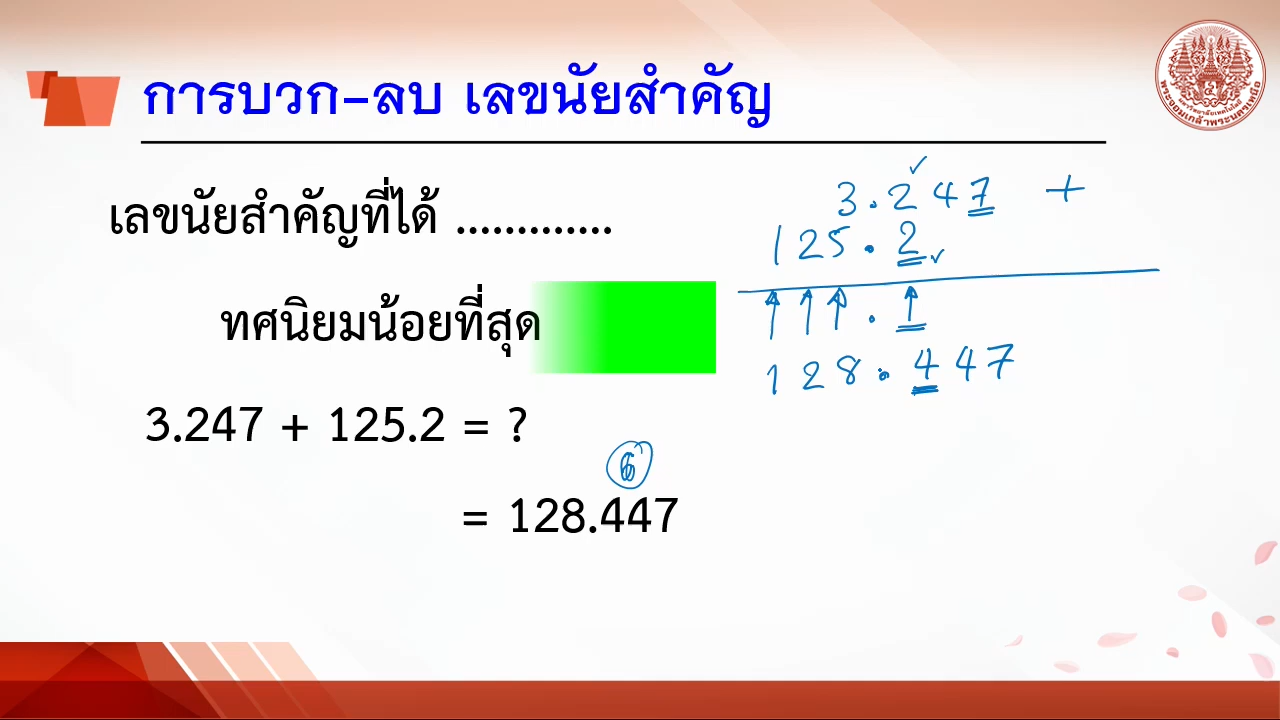 การบวก-ลบ เลขนัยสำคัญ
เลขนัยสำคัญที่ได้ .............
3.247 +
125.2
ทศนิยมน้อยที่สุด
128.447
3.247 + 125.2 = ?
6
= 128.447